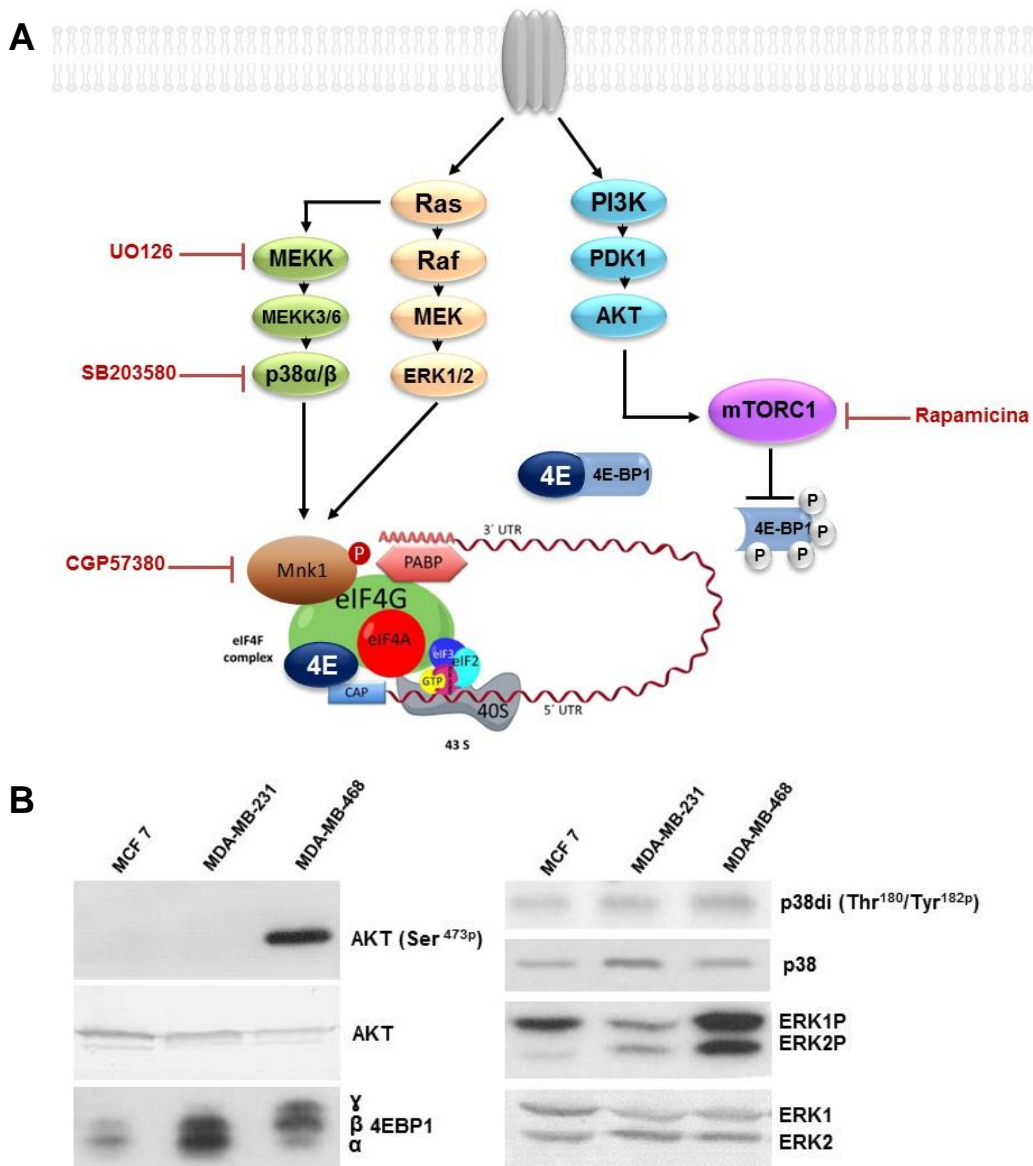 A
Ras
PI3K
UO126
MEKK
Raf
PDK1
MEKK3/6
MEK
AKT
SB203580
p38α/β
ERK1/2
mTORC1
Rapamicina
4E
4E-BP1
4E-BP1
P
P
P
P
3´ UTR
CGP57380
Mnk1
P
PABP
eIF4G
eIF4A
eIF4F
complex
4E
eIF3
eIF2
GTP
CAP
40S
5´ UTR
43 S
B
MCF 7
MDA-MB-231
MDA-MB-468
AKT (Ser 473p)
AKT
ɣ
β 4EBP1
α
MCF 7
MDA-MB-231
MDA-MB-468
p38di (Thr180/Tyr182p)
p38
ERK1P
ERK2P
ERK1
ERK2